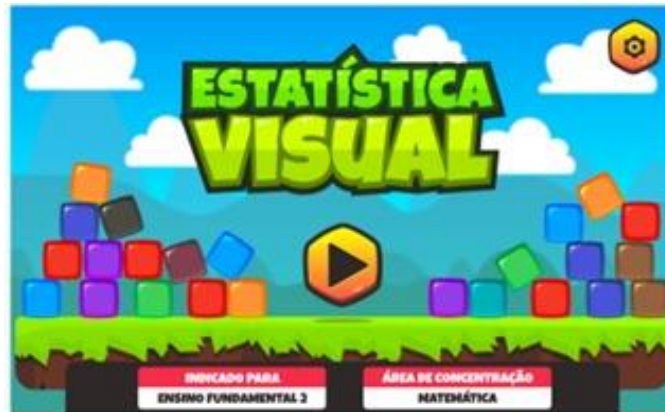 ESTATÍSTICA
VISUAL
INDICADO PARA
ENSINO FUNDAMENTAL 2
ÁREA DE CONCENTRAÇÃO
MATEMÁTICA